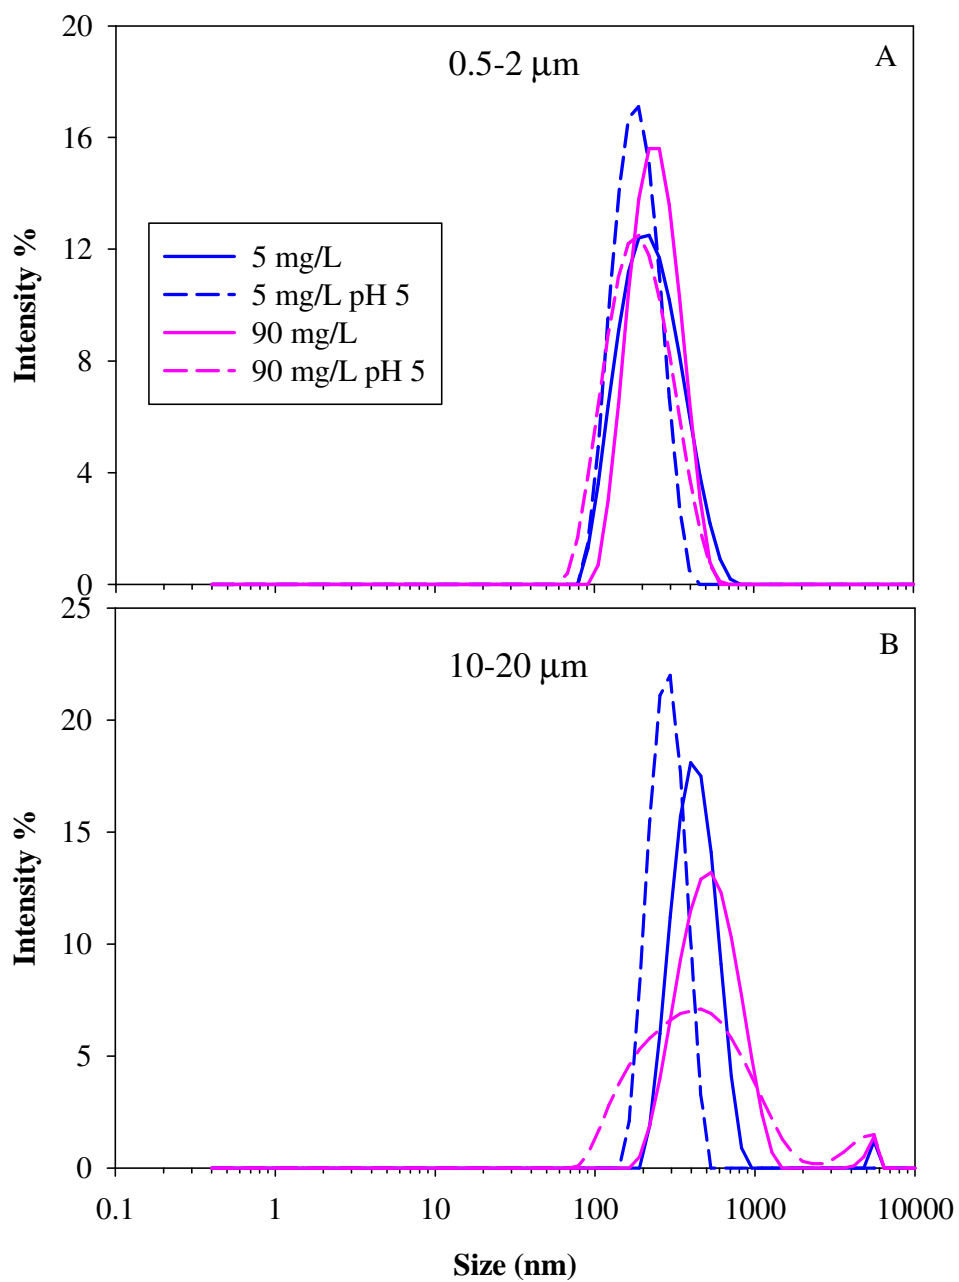 20
0.5-2 μm
A
16
12
8
4
0
Intensity %
5 mg/L
5 mg/L pH 5
90 mg/L
90 mg/L pH 5
25
10-20 μm
B
20
15
10
5
0
Intensity %
0.1 1 10 100 1000 10000
Size (nm)